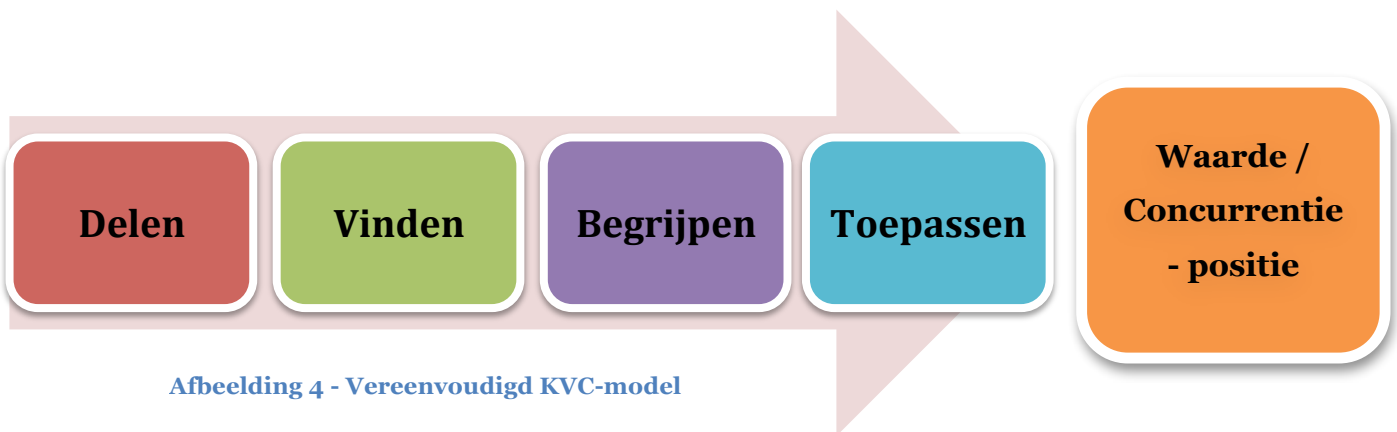 Delen
Vinden
Begrijpen
Toepassen
Waarde /
Concurrentie
- positie
Afbeelding 4 - Vereenvoudigd KVC-model